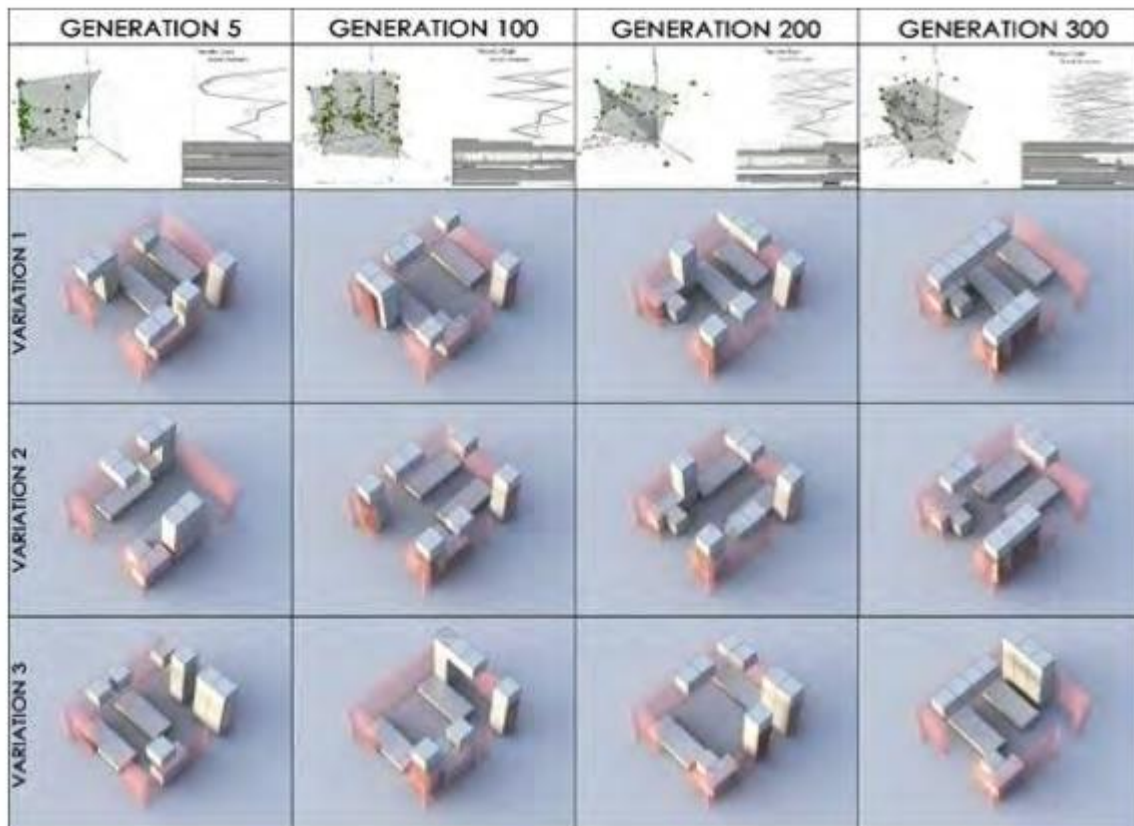 GENERATION 5
GENERATION 100
GENERATION 200
GENERATION 300
VARIATION 1
VARIATION 2
VARIATION 3